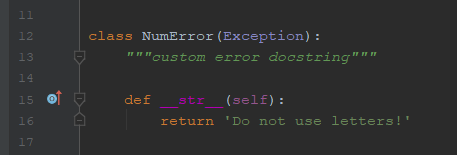 11
12 class NumError(Exception):
13 """custom error docstring"""
14
15 def __str__(self):
16 return 'Do not use letters!'
17